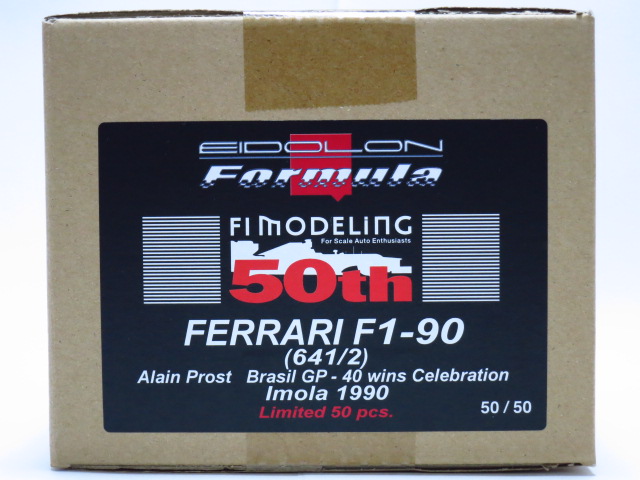 EIDOLON
Formula
F1MODELiNG
For Scale Auto Enthusiasts
50th
FERRARI F1-90
(641/2)
Alain Prost Brasil GP - 40 wins Celebration
Imola 1990
Limited 50 pcs.
50 / 50